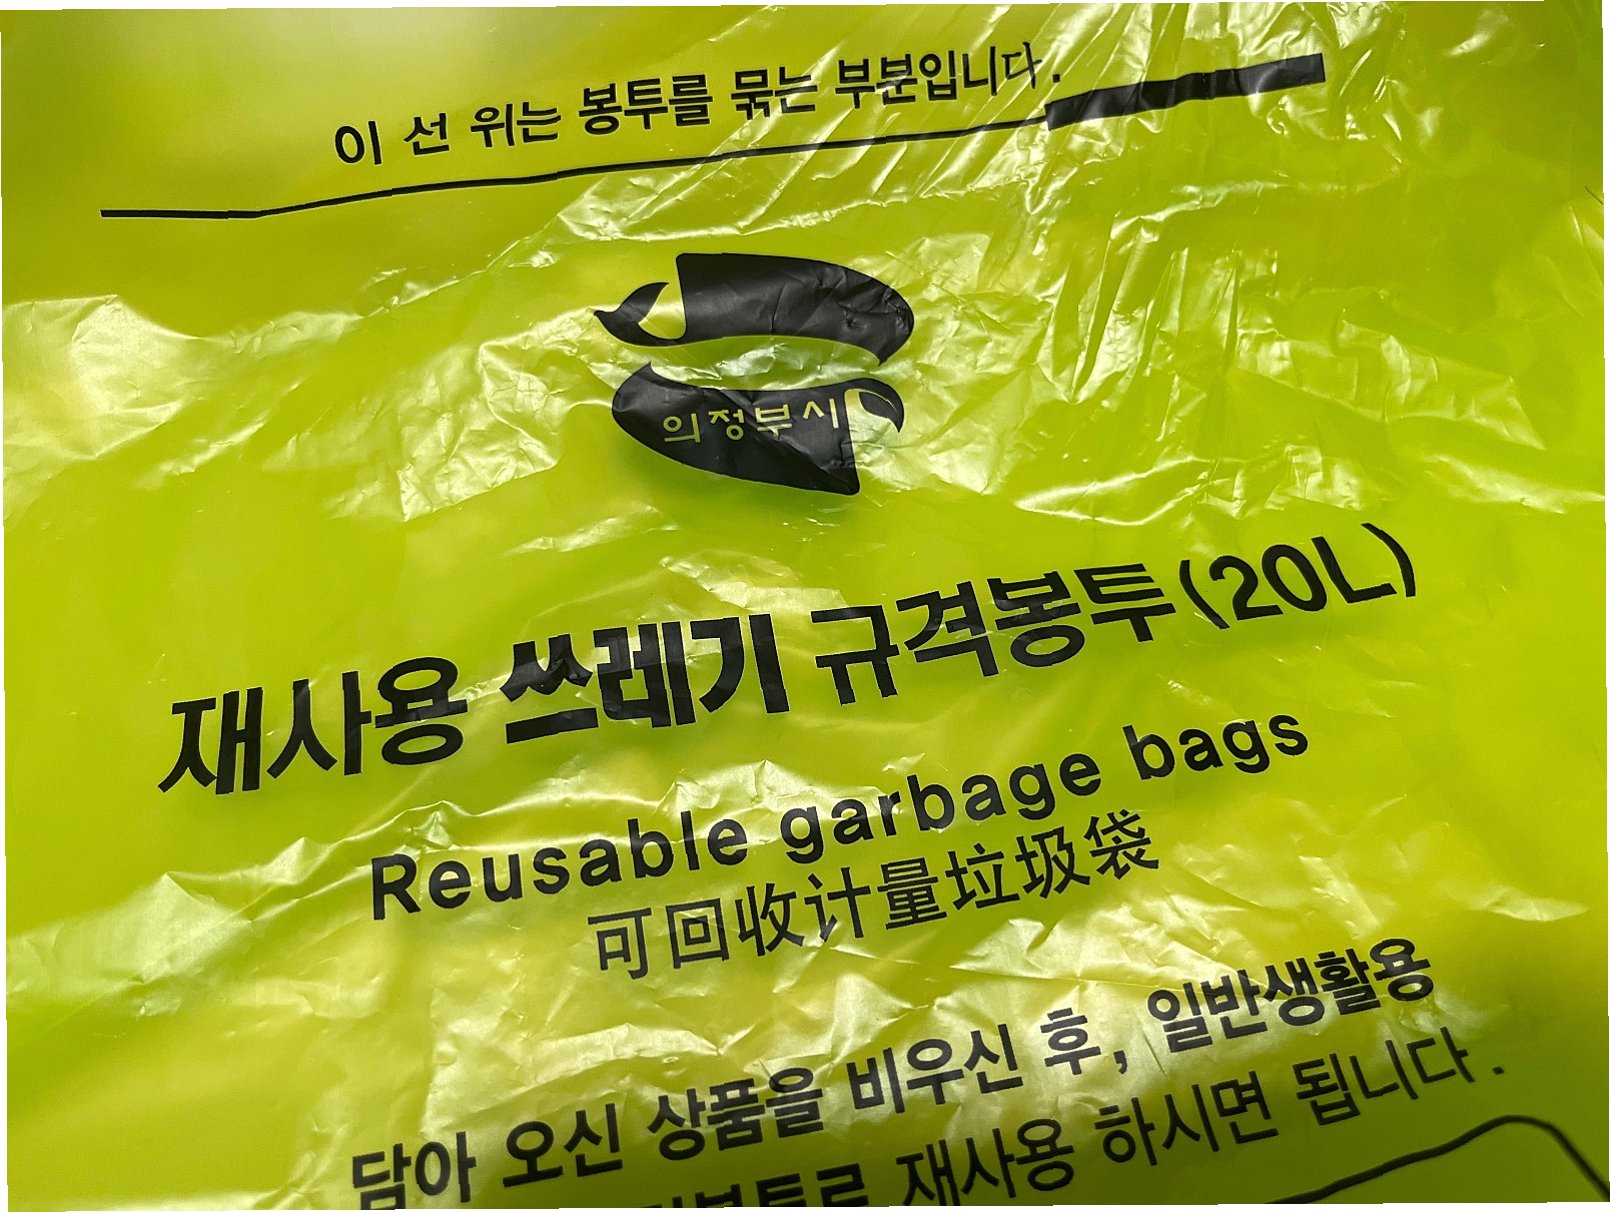 이 선 위는 봉투를 묶는 부분입니다.
의정부시
재사용 쓰레기 규격봉투(20L)
Reusable garbage bags
可回收计量垃圾袋
담아 오신 상품을 비우신 후, 일반생활용
재사용 하시면 됩니다.